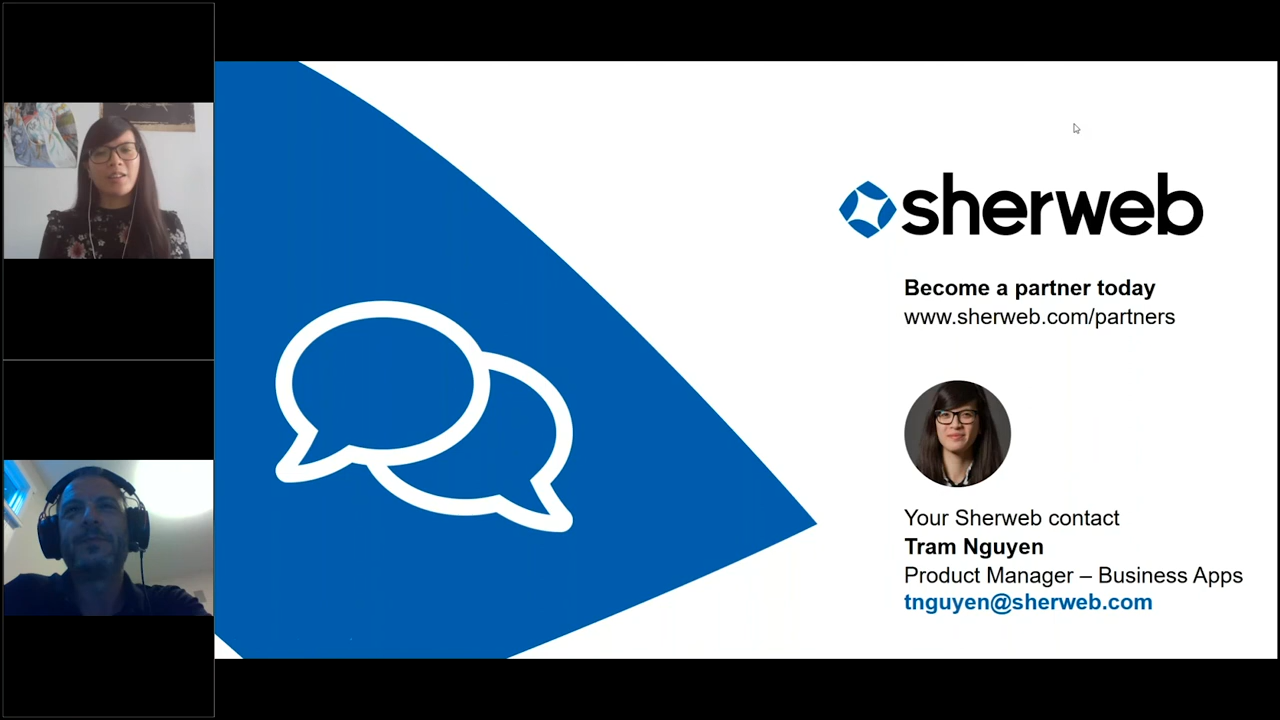 sherweb
Become a partner today
www.sherweb.com/partners
Your Sherweb contact
Tram Nguyen
Product Manager – Business Apps
tnguyen@sherweb.com